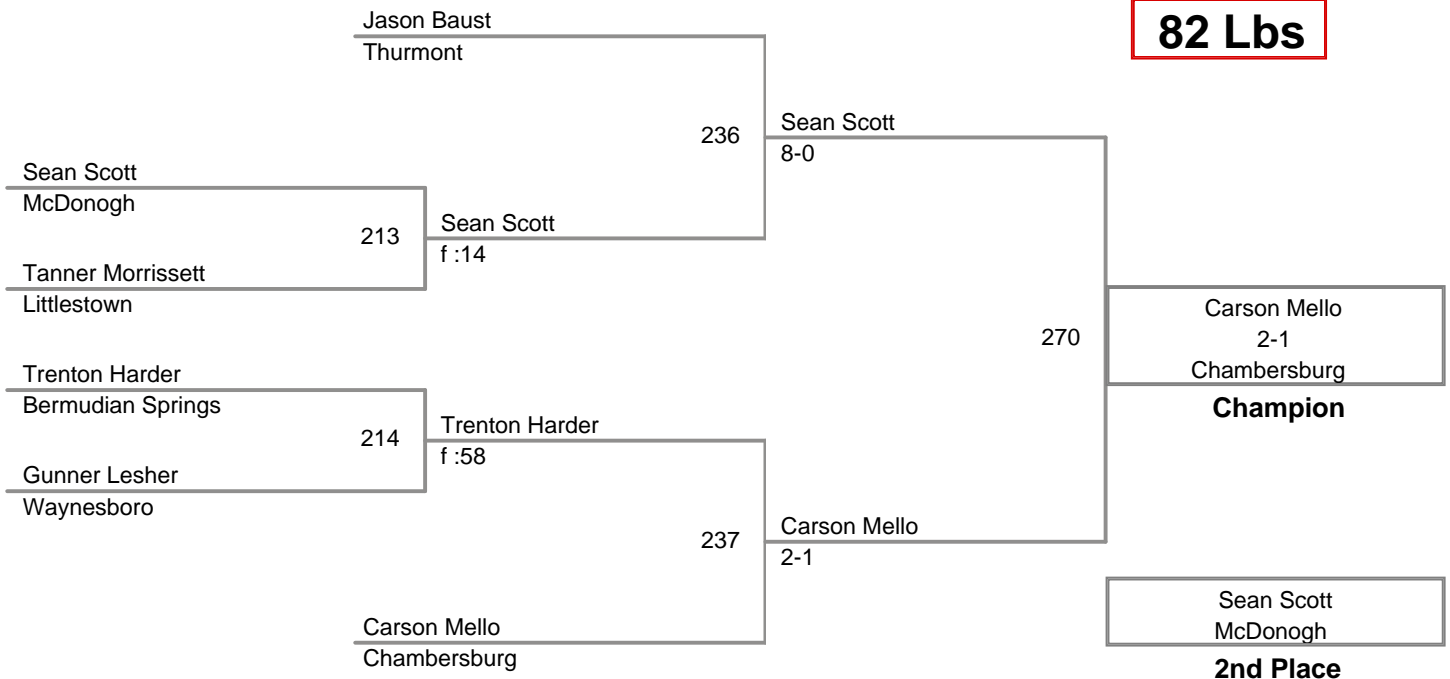 82 Lbs
Jason Baust
Thurmont
236
Sean Scott
8-0
Sean Scott
McDonogh
213
Sean Scott
f :14
Tanner Morrissett
Littlestown
270
Carson Mello
2-1
Chambersburg
Champion
Trenton Harder
Bermudian Springs
214
Trenton Harder
f :58
Gunner Lesher
Waynesboro
237
Carson Mello
2-1
Carson Mello
Chambersburg
Sean Scott
McDonogh
2nd Place